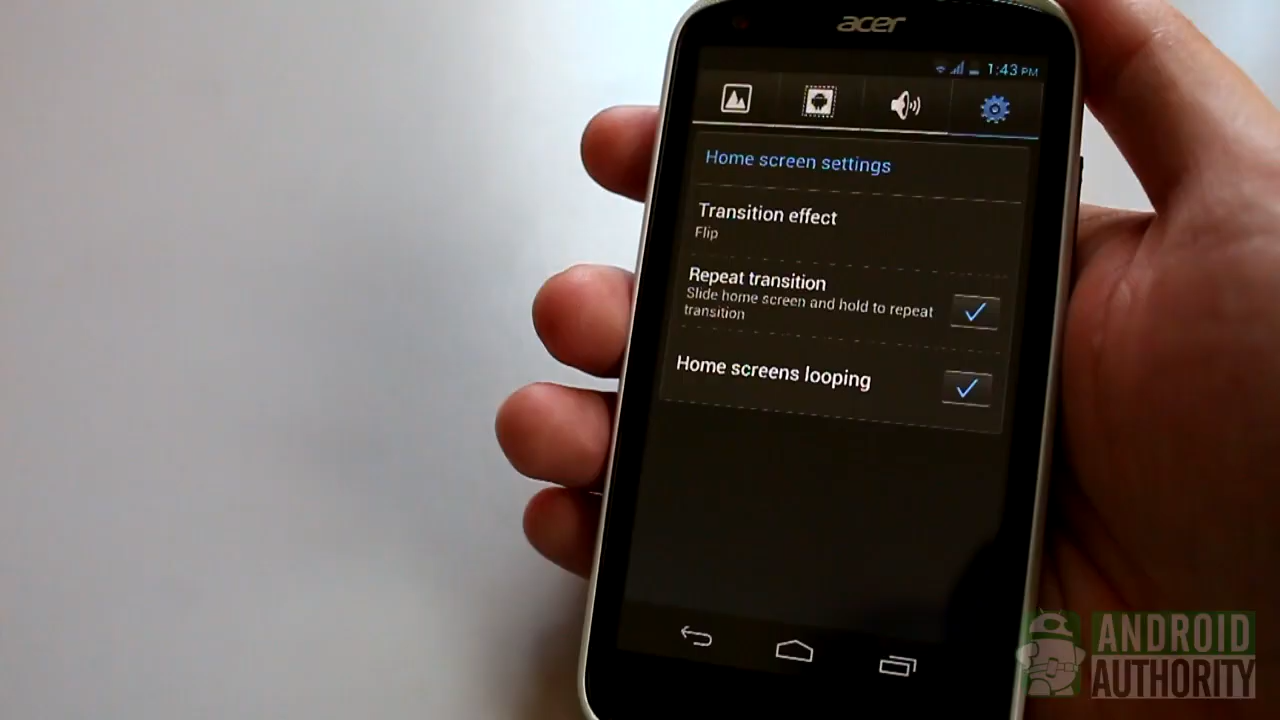 acer
1:43 PM
Home screen settings
Transition effect
Flip
Repeat transition
Slide home screen and hold to repeat
transition
Home screens looping
ANDROID
AUTHORITY